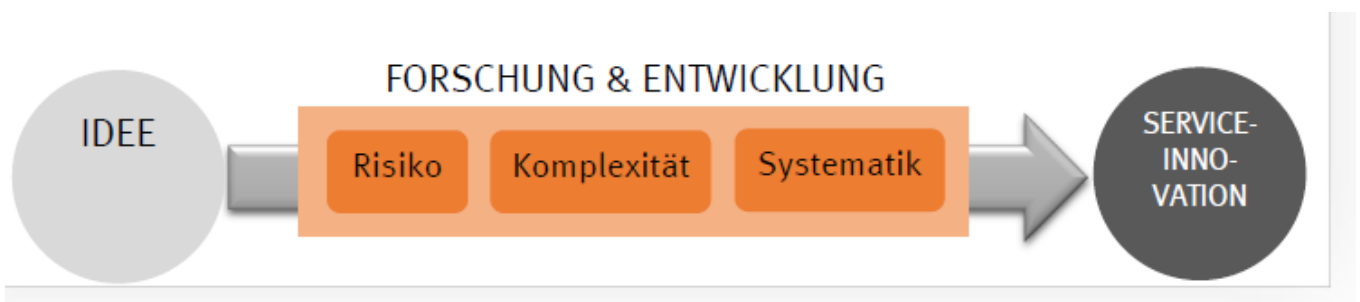 FORSCHUNG & ENTWICKLUNG
IDEE
Risiko
Komplexität
Systematik
SERVICE-
INNO-
VATION